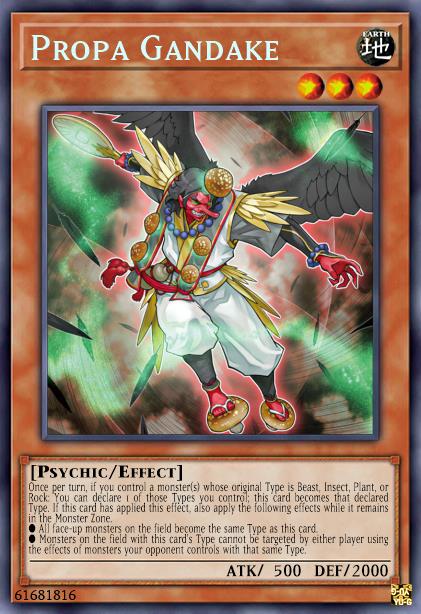 PROPA GANDAKE
EARTH
地
[PSYCHIC/EFFECT]
Once per turn, if you control a monster(s) whose original Type is Beast, Insect, Plant, or
Rock: You can declare 1 of those Types you control; this card becomes that declared
Type. If this card has applied this effect, also apply the following effects while it remains
in the Monster Zone.
● All face-up monsters on the field become the same Type as this card.
● Monsters on the field with this card's Type cannot be targeted by either player using
the effects of monsters your opponent controls with that same Type.
ATK/ 500 DEF/2000
61681816